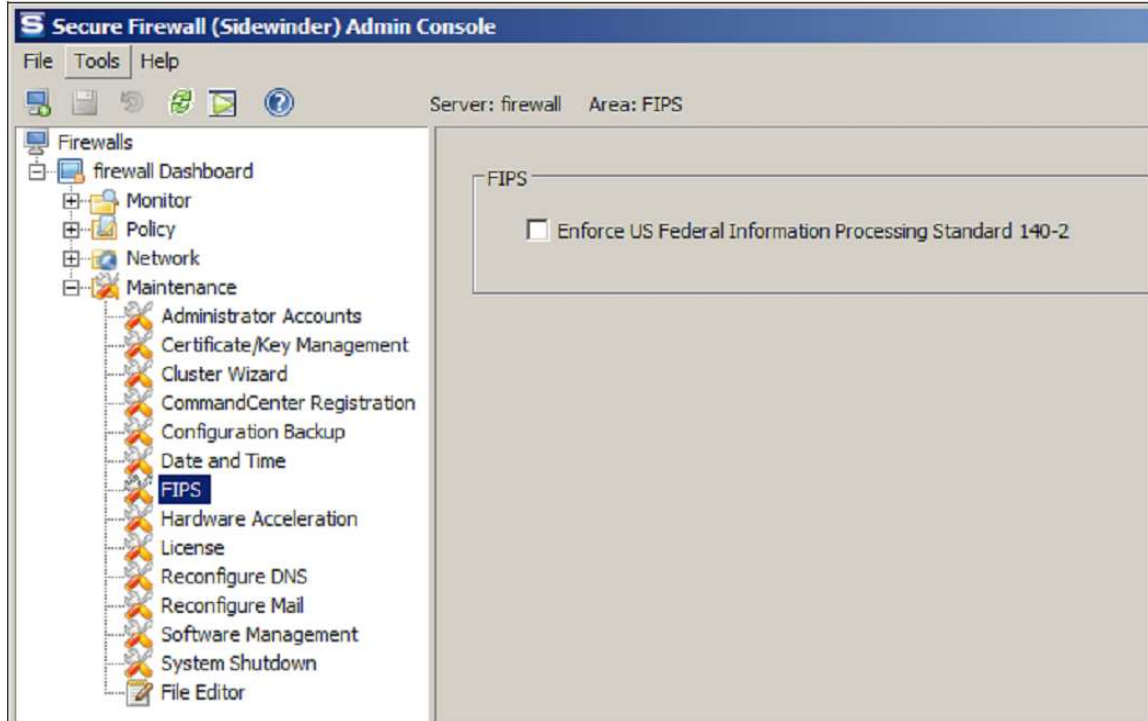 Secure Firewall (Sidewinder) Admin Console
File Tools Help
Server: firewall Area: FIPS
Firewalls
firewall Dashboard
Monitor
Policy
Network
Maintenance
Administrator Accounts
Certificate/Key Management
Cluster Wizard
CommandCenter Registration
Configuration Backup
Date and Time
FIPS
Hardware Acceleration
License
Reconfigure DNS
Reconfigure Mail
Software Management
System Shutdown
File Editor
FIPS
Enforce US Federal Information Processing Standard 140-2